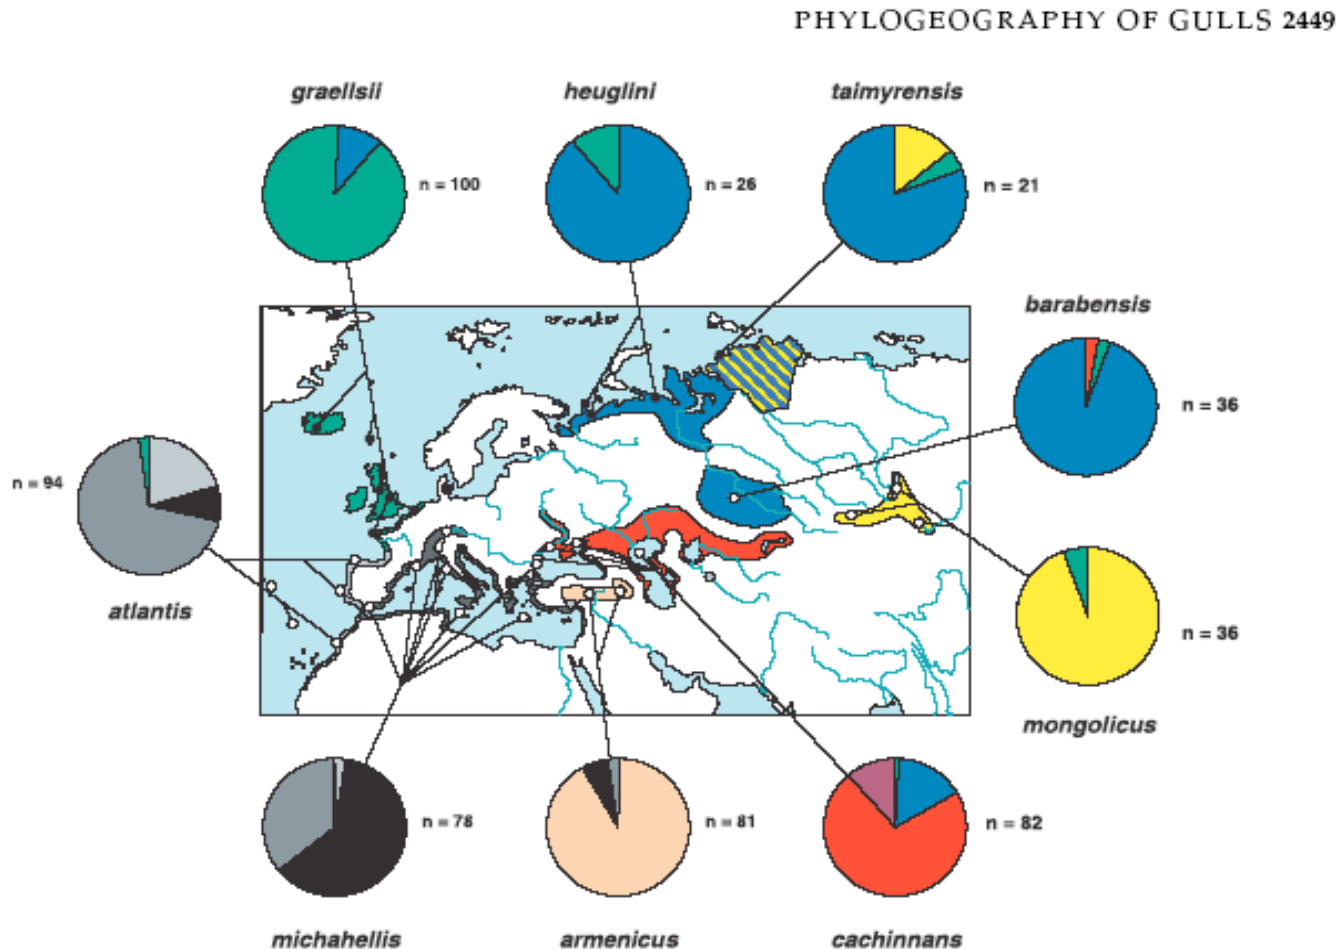 PHYLOGEOGRAPHY OF GULLS 2449
graellsii
heuglini
taimyrensis
n = 100
n = 26
n = 21
barabensis
n = 36
n = 94
atlantis
n = 36
mongolicus
n = 78
n = 81
n = 82
michahellis
armenicus
cachinnans